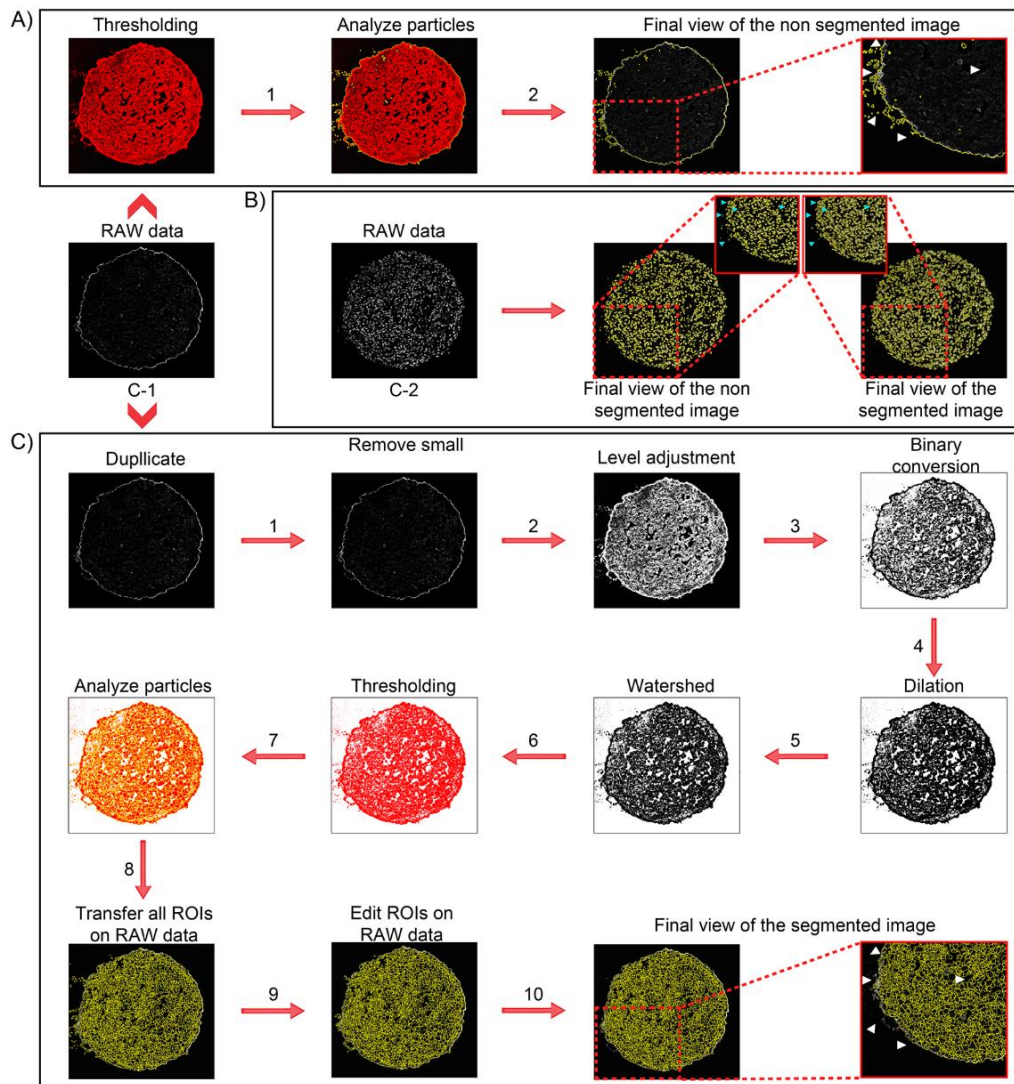 A)
Thresholding
Analyze particles
Final view of the non segmented image
1
2
B)
RAW data
C-1
RAW data
C-2
Final view of the non
segmented image
Final view of the
segmented image
C)
Dupllicate
Remove small
Level adjustment
Binary
conversion
1
2
3
4
Analyze particles
Thresholding
Watershed
Dilation
7
6
5
8
Transfer all ROIs
on RAW data
Edit ROIs on
RAW data
Final view of the segmented image
9
10